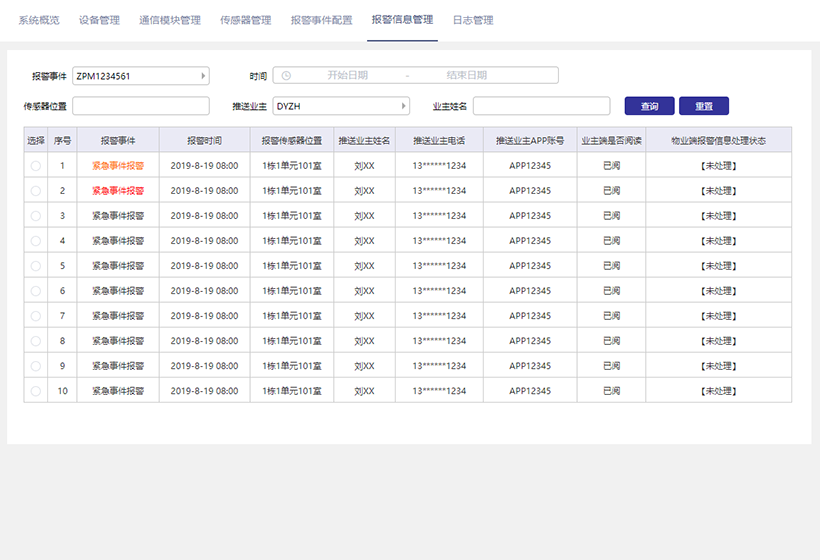 系统概览 设备管理 通信模块管理 传感器管理 报警事件配置 报警信息管理 日志管理
报警事件 ZPM1234561 时间 开始日期 - 结束日期
传感器位置 推送业主 DYZH 业主姓名 查询 重置
选择 序号 报警事件 报警时间 报警传感器位置 推送业主姓名 推送业主电话 推送业主APP账号 业主端是否阅读 物业端报警信息处理状态
1 紧急事件报警 2019-8-19 08:00 1栋1单元101室 刘XX 13******1234 APP12345 已阅 【未处理】
2 紧急事件报警 2019-8-19 08:00 1栋1单元101室 刘XX 13******1234 APP12345 已阅 【未处理】
3 紧急事件报警 2019-8-19 08:00 1栋1单元101室 刘XX 13******1234 APP12345 已阅 【未处理】
4 紧急事件报警 2019-8-19 08:00 1栋1单元101室 刘XX 13******1234 APP12345 已阅 【未处理】
5 紧急事件报警 2019-8-19 08:00 1栋1单元101室 刘XX 13******1234 APP12345 已阅 【未处理】
6 紧急事件报警 2019-8-19 08:00 1栋1单元101室 刘XX 13******1234 APP12345 已阅 【未处理】
7 紧急事件报警 2019-8-19 08:00 1栋1单元101室 刘XX 13******1234 APP12345 已阅 【未处理】
8 紧急事件报警 2019-8-19 08:00 1栋1单元101室 刘XX 13******1234 APP12345 已阅 【未处理】
9 紧急事件报警 2019-8-19 08:00 1栋1单元101室 刘XX 13******1234 APP12345 已阅 【未处理】
10 紧急事件报警 2019-8-19 08:00 1栋1单元101室 刘XX 13******1234 APP12345 已阅 【未处理】